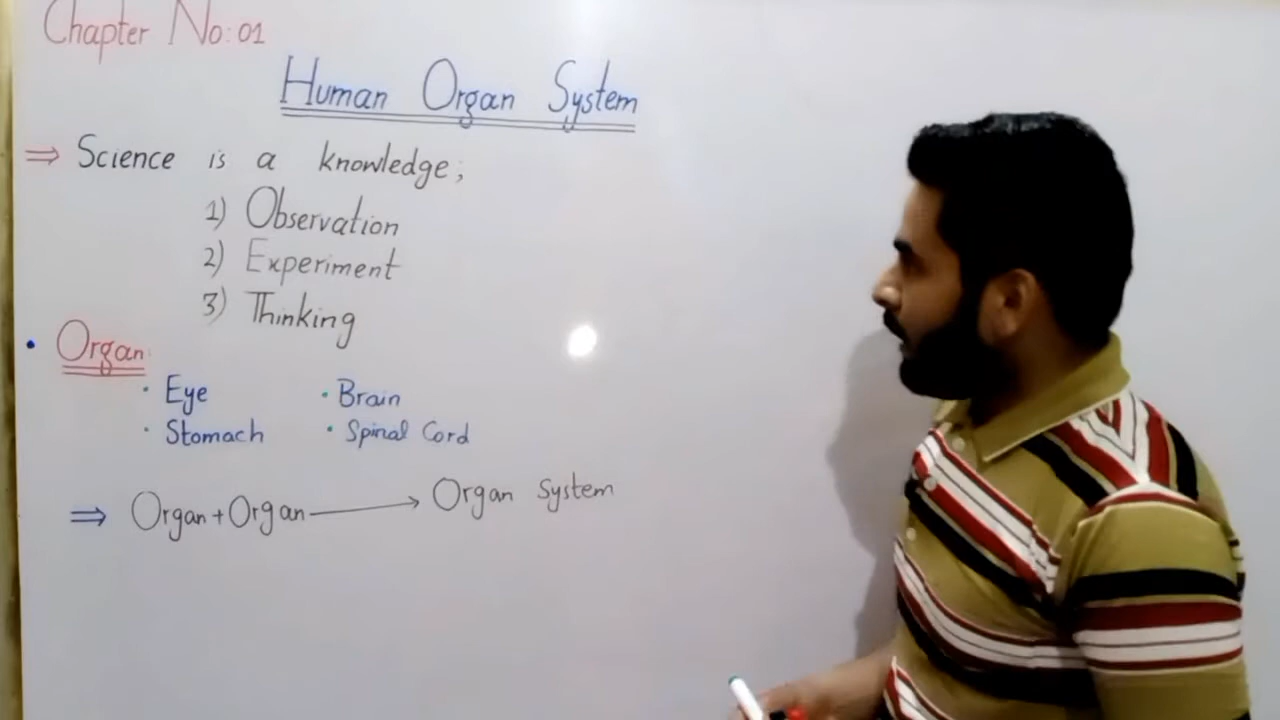 Chapter No:01
Human Organ System
⇒ Science is a knowledge;
1) Observation
2) Experiment
3) Thinking
• Organ:
· Eye · Brain
· Stomach · Spinal Cord
⇒ Organ + Organ ⟶ Organ System